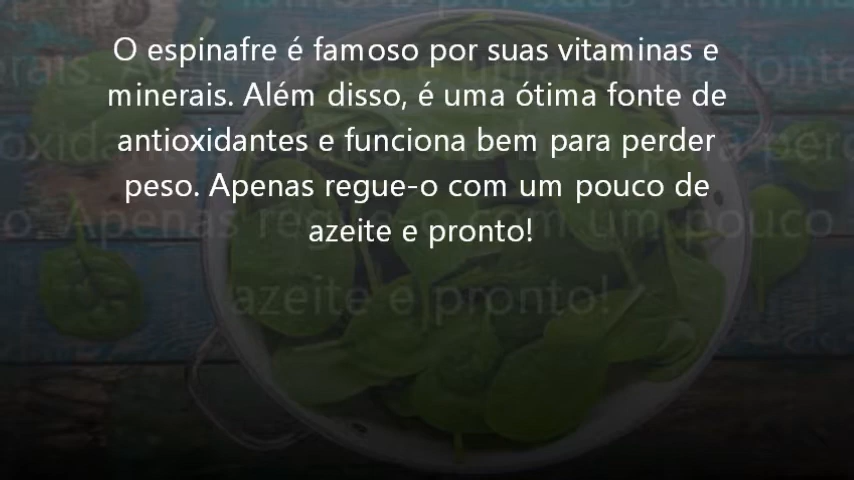 O espinafre é famoso por suas vitaminas e
minerais. Além disso, é uma ótima fonte de
antioxidantes e funciona bem para perder
peso. Apenas regue-o com um pouco de
azeite e pronto!